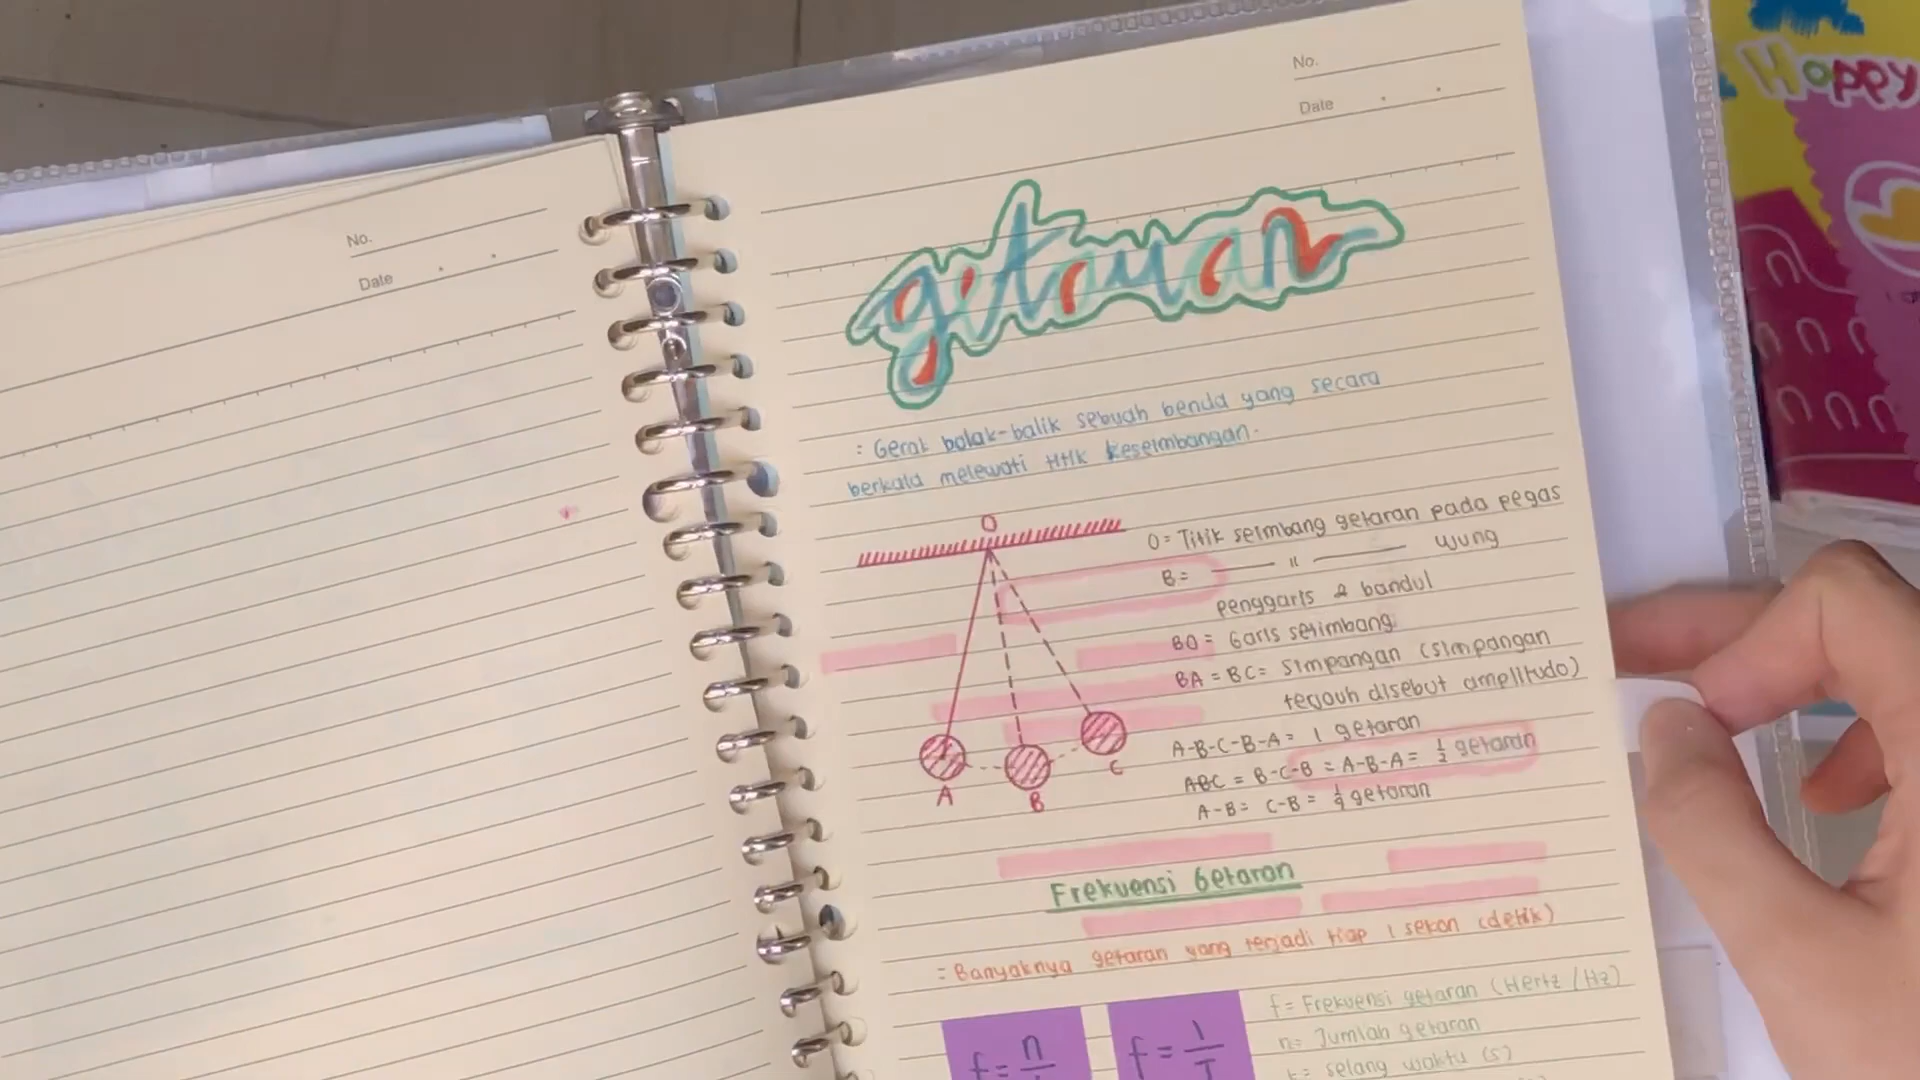 No.
Date
No.
Date
Happy
getaran
: Gerak bolak-balik sebuah benda yang secara
berkala melewati titik keseimbangan.
O
O = Titik seimbang getaran pada pegas
B = —— " —— ujung
penggaris & bandul
BO = Garis setimbang
BA = BC = Simpangan (simpangan
terjauh disebut amplitudo)
A-B-C-B-A = 1 getaran
ABC = B-C-B = A-B-A = 1/2 getaran
A-B = C-B = 1/4 getaran
A
B
C
Frekuensi Getaran
= Banyaknya getaran yang terjadi tiap 1 sekon (detik)
f = n
f = 1/T
f = Frekuensi getaran (Hertz/Hz)
n = Jumlah getaran
t = selang waktu (s)